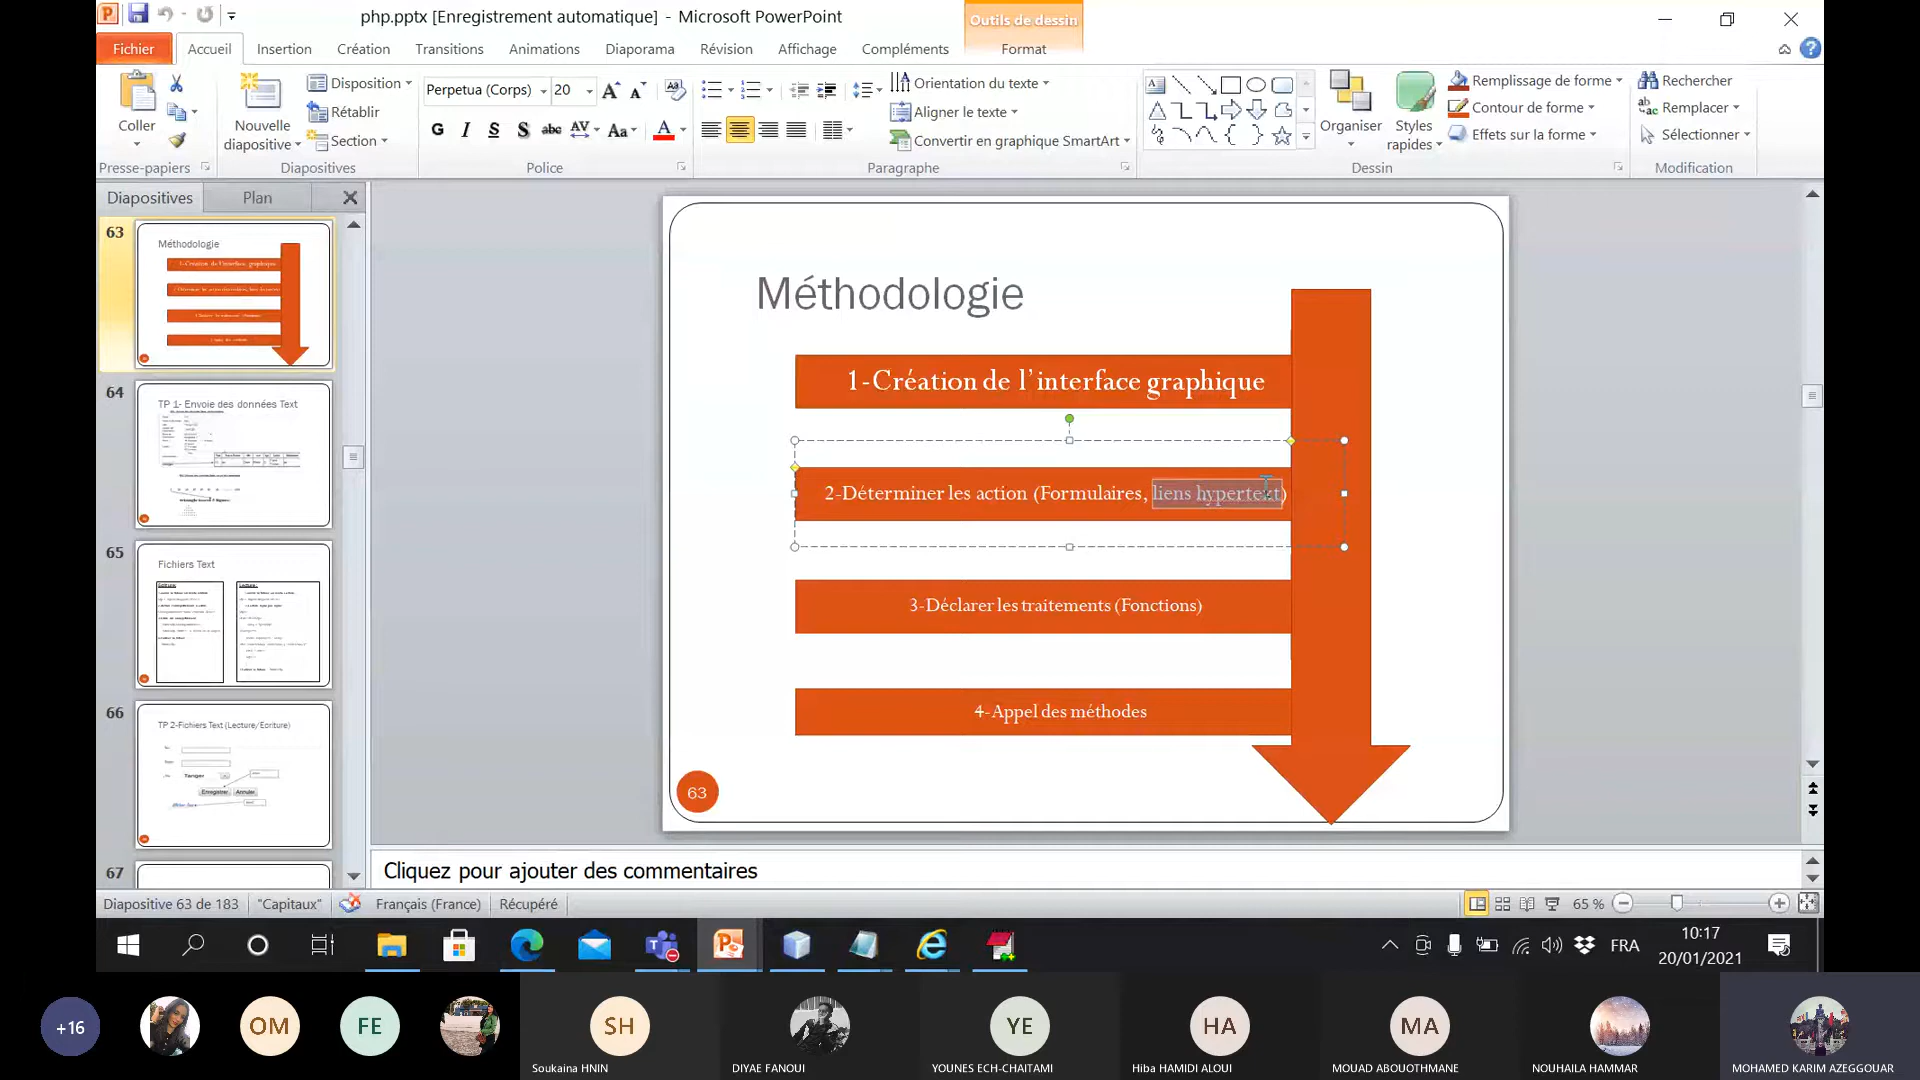 php.pptx [Enregistrement automatique] - Microsoft PowerPoint
Outils de dessin
Fichier
Accueil
Insertion
Création
Transitions
Animations
Diaporama
Révision
Affichage
Compléments
Format
Coller
Presse-papiers
Nouvelle
diapositive
Disposition
Rétablir
Section
Diapositives
Perpetua (Corps)
20
G I S S abc AV Aa A
Police
Orientation du texte
Aligner le texte
Convertir en graphique SmartArt
Paragraphe
Organiser
Styles
rapides
Remplissage de forme
Contour de forme
Effets sur la forme
Dessin
Rechercher
Remplacer
Sélectionner
Modification
Diapositives
Plan
63
Méthodologie
64
TP 1- Envoie des données Text
65
Fichiers Text
66
TP 2-Fichiers Text (Lecture/Ecriture)
Tanger
Enregistrer
Annuler
67
Méthodologie
1-Création de l’interface graphique
2-Déterminer les action (Formulaires, liens hypertext)
3-Déclarer les traitements (Fonctions)
4-Appel des méthodes
63
Cliquez pour ajouter des commentaires
Diapositive 63 de 183
"Capitaux"
Français (France)
Récupéré
65 %
FRA
10:17
20/01/2021
+16
OM
FE
SH
Soukaina HNIN
DIYAE FANOUI
YE
YOUNES ECH-CHAITAMI
HA
Hiba HAMIDI ALOUI
MA
MOUAD ABOUOTHMANE
NOUHAILA HAMMAR
MOHAMED KARIM AZEGGOUAR